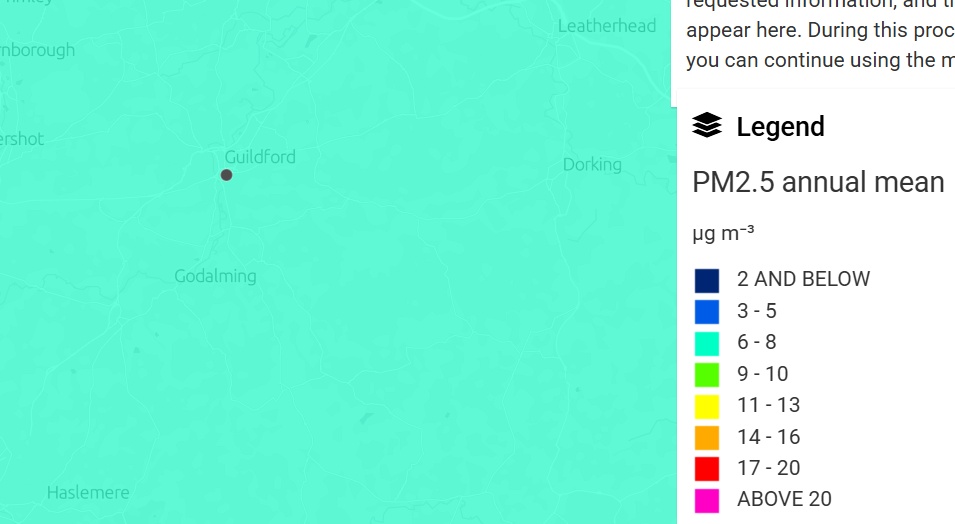 Leatherhead
rnborough
ershot
Guildford
Dorking
Godalming
Haslemere
appear here. During this proc
you can continue using the m
Legend
PM2.5 annual mean
µg m⁻³
2 AND BELOW
3 - 5
6 - 8
9 - 10
11 - 13
14 - 16
17 - 20
ABOVE 20